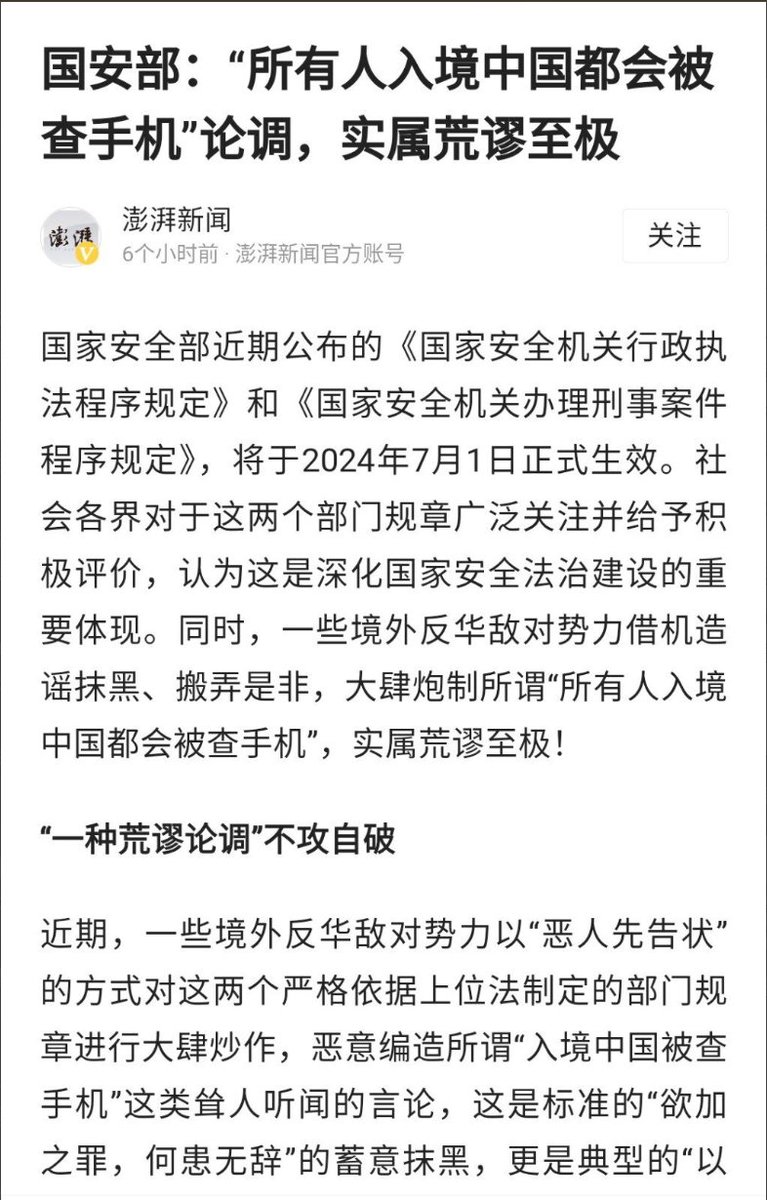 国安部：“所有人入境中国都会被
查手机”论调，实属荒谬至极
澎湃
V
澎湃新闻
6个小时前 · 澎湃新闻官方账号
关注
国家安全部近期公布的《国家安全机关行政执
法程序规定》和《国家安全机关办理刑事案件
程序规定》，将于2024年7月1日正式生效。社
会各界对于这两个部门规章广泛关注并给予积
极评价，认为这是深化国家安全法治建设的重
要体现。同时，一些境外反华敌对势力借机造
谣抹黑、搬弄是非，大肆炮制所谓“所有人入境
中国都会被查手机”，实属荒谬至极！
“一种荒谬论调”不攻自破
近期，一些境外反华敌对势力以“恶人先告状”
的方式对这两个严格依据上位法制定的部门规
章进行大肆炒作，恶意编造所谓“入境中国被查
手机”这类耸人听闻的言论，这是标准的“欲加
之罪，何患无辞”的蓄意抹黑，更是典型的“以